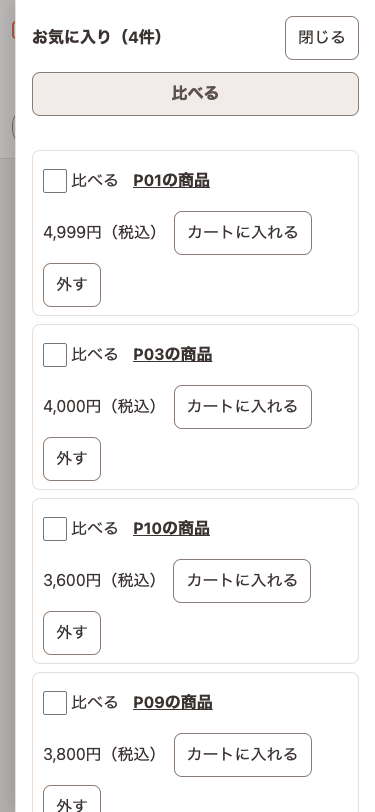 お気に入り（4件）
閉じる
比べる
比べる P01の商品
4,999円（税込） カートに入れる
外す
比べる P03の商品
4,000円（税込） カートに入れる
外す
比べる P10の商品
3,600円（税込） カートに入れる
外す
比べる P09の商品
3,800円（税込） カートに入れる
外す